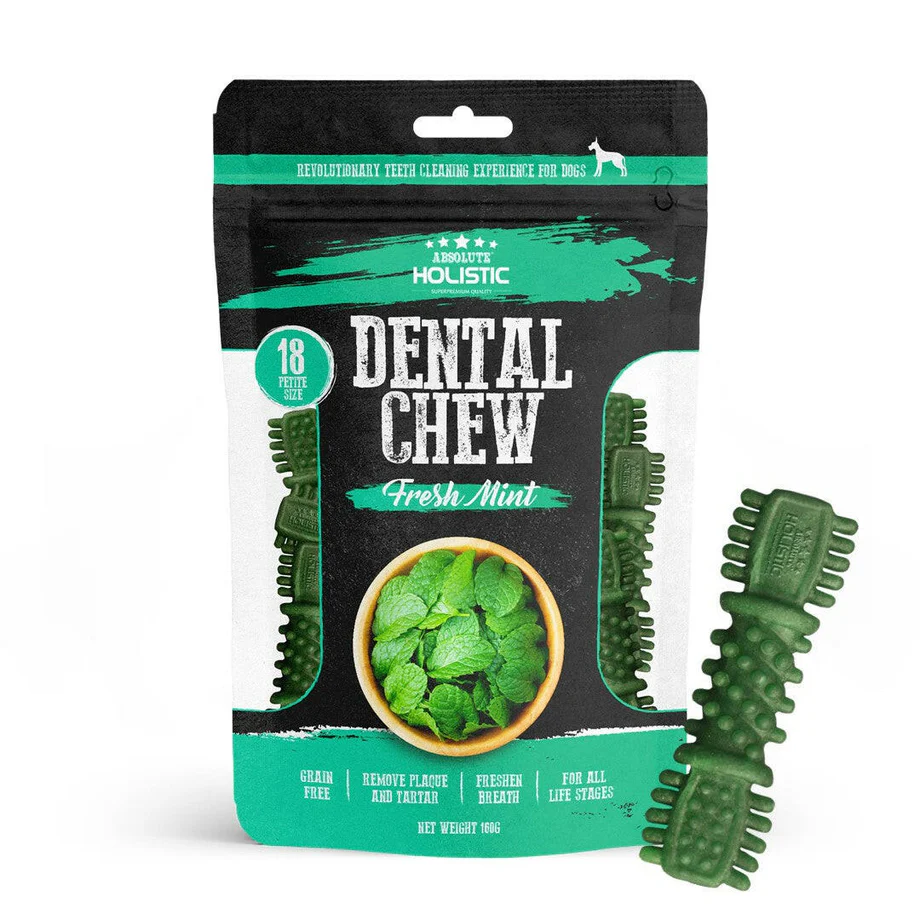 REVOLUTIONARY TEETH CLEANING EXPERIENCE FOR DOGS
ABSOLUTE
HOLISTIC
SUPERPREMIUM QUALITY
DENTAL
CHEW
Fresh Mint
18
PETITE
SIZE
GRAIN
FREE
REMOVE PLAQUE
AND TARTAR
FRESHEN
BREATH
FOR ALL
LIFE STAGES
NET WEIGHT 160G
HOLISTIC